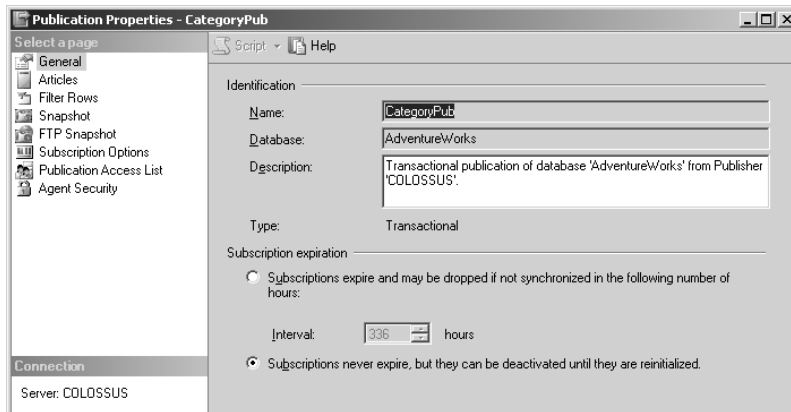 Publication Properties - CategoryPub
Select a page
General
Articles
Filter Rows
Snapshot
FTP Snapshot
Subscription Options
Publication Access List
Agent Security
Connection
Server: COLOSSUS
Script
Help
Identification
Name:
CategoryPub
Database:
AdventureWorks
Description:
Transactional publication of database 'AdventureWorks' from Publisher
'COLOSSUS'.
Type:
Transactional
Subscription expiration
Subscriptions expire and may be dropped if not synchronized in the following number of
hours:
Interval:
336
hours
Subscriptions never expire, but they can be deactivated until they are reinitialized.